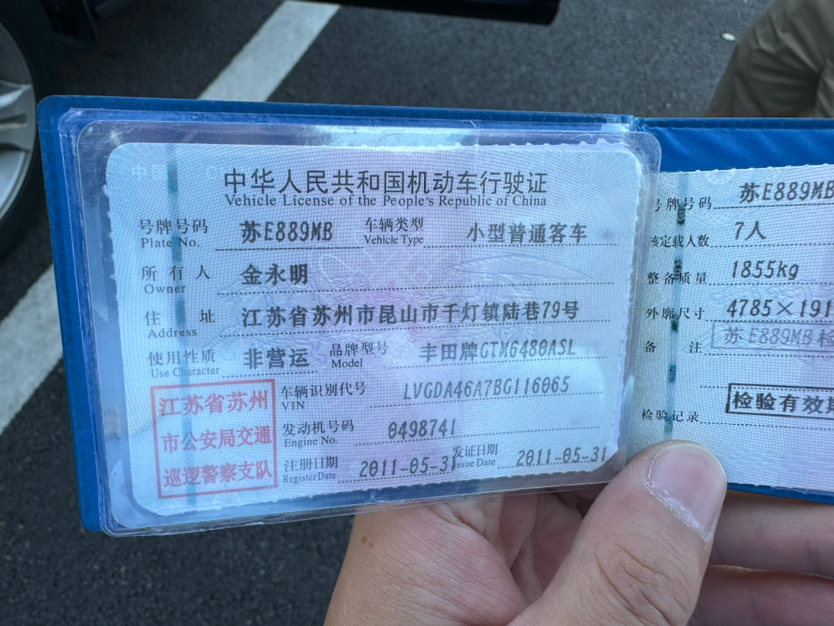 中华人民共和国机动车行驶证
Vehicle License of the People's Republic of China
号牌号码 苏E889MB 车辆类型 小型普通客车
Plate No. Vehicle Type
所有人 金永明
Owner
住址 江苏省苏州市昆山市千灯镇陆巷79号
Address
使用性质 非营运 品牌型号 丰田牌GTM6480ASL
Use Character Model
江苏省苏州
市公安局交通
巡逻警察支队
车辆识别代号 LVGDA46A7BG116065
VIN
发动机号码 0498741
Engine No.
注册日期 2011-05-31 发证日期 2011-05-31
Register Date Issue Date
号牌号码 苏E889MB
核定载人数 7人
整备质量 1855kg
外廓尺寸 4785×191
备注 苏E889MB
检验有效
检验记录